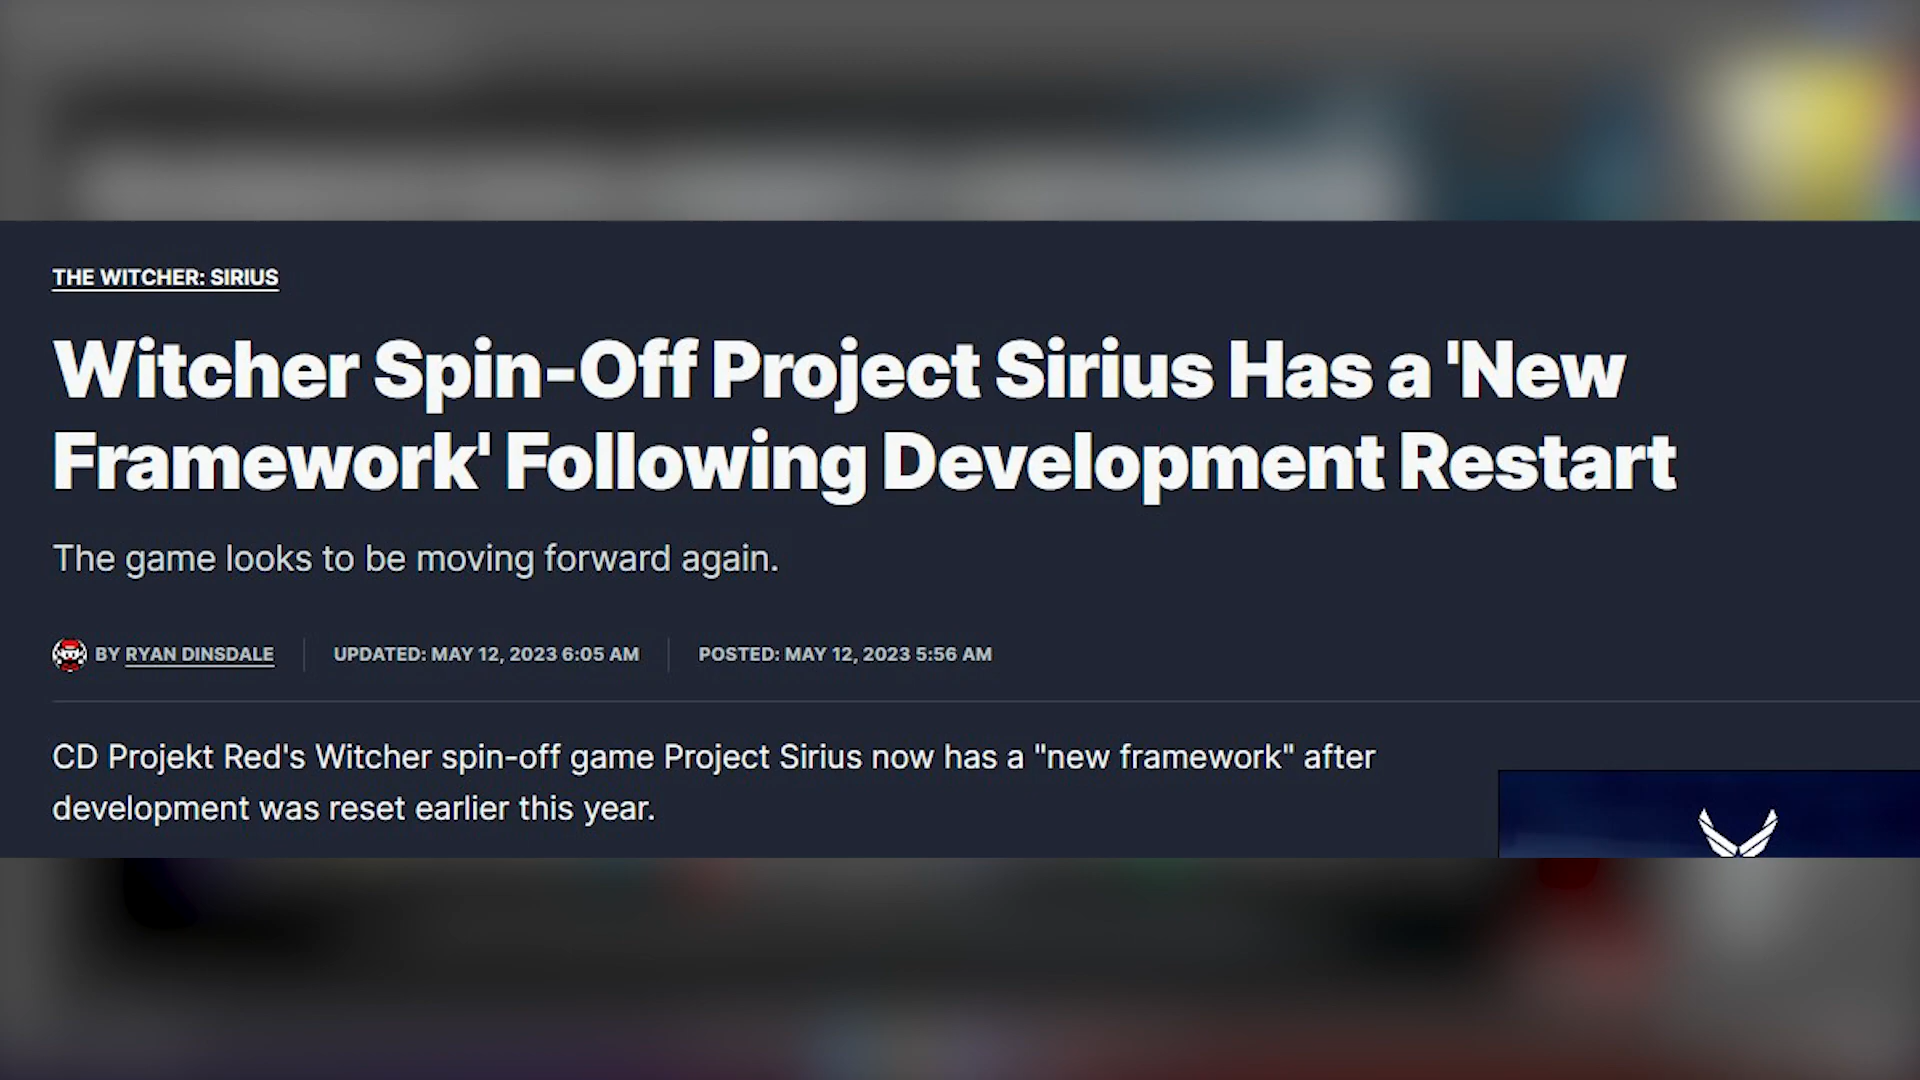 THE WITCHER: SIRIUS
Witcher Spin-Off Project Sirius Has a 'New
Framework' Following Development Restart
The game looks to be moving forward again.
BY RYAN DINSDALE UPDATED: MAY 12, 2023 6:05 AM POSTED: MAY 12, 2023 5:56 AM
CD Projekt Red's Witcher spin-off game Project Sirius now has a "new framework" after
development was reset earlier this year.